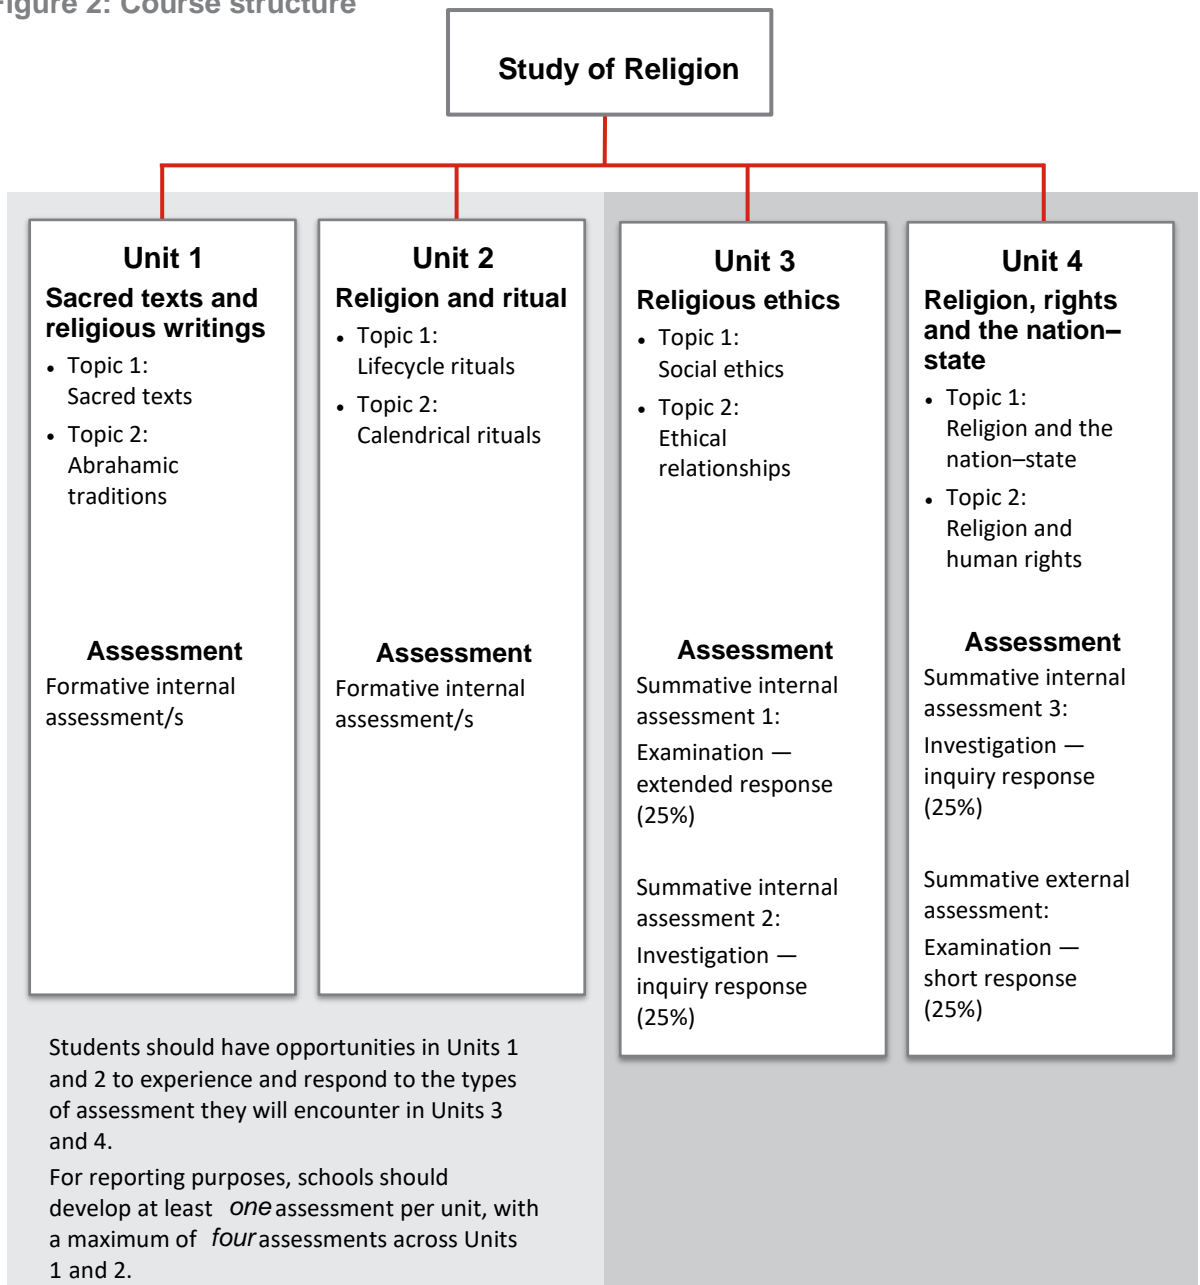 Figure 2: Course structure
Study of Religion
Unit 1
Sacred texts and
religious writings
• Topic 1:
Sacred texts
• Topic 2:
Abrahamic
traditions
Assessment
Formative internal
assessment/s
Unit 2
Religion and ritual
• Topic 1:
Lifecycle rituals
• Topic 2:
Calendrical rituals
Assessment
Formative internal
assessment/s
Unit 3
Religious ethics
• Topic 1:
Social ethics
• Topic 2:
Ethical
relationships
Assessment
Summative internal
assessment 1:
Examination —
extended response
(25%)
Summative internal
assessment 2:
Investigation —
inquiry response
(25%)
Unit 4
Religion, rights
and the nation–
state
• Topic 1:
Religion and the
nation–state
• Topic 2:
Religion and
human rights
Assessment
Summative internal
assessment 3:
Investigation —
inquiry response
(25%)
Summative external
assessment:
Examination —
short response
(25%)
Students should have opportunities in Units 1
and 2 to experience and respond to the types
of assessment they will encounter in Units 3
and 4.
For reporting purposes, schools should
develop at least one assessment per unit, with
a maximum of four assessments across Units
1 and 2.